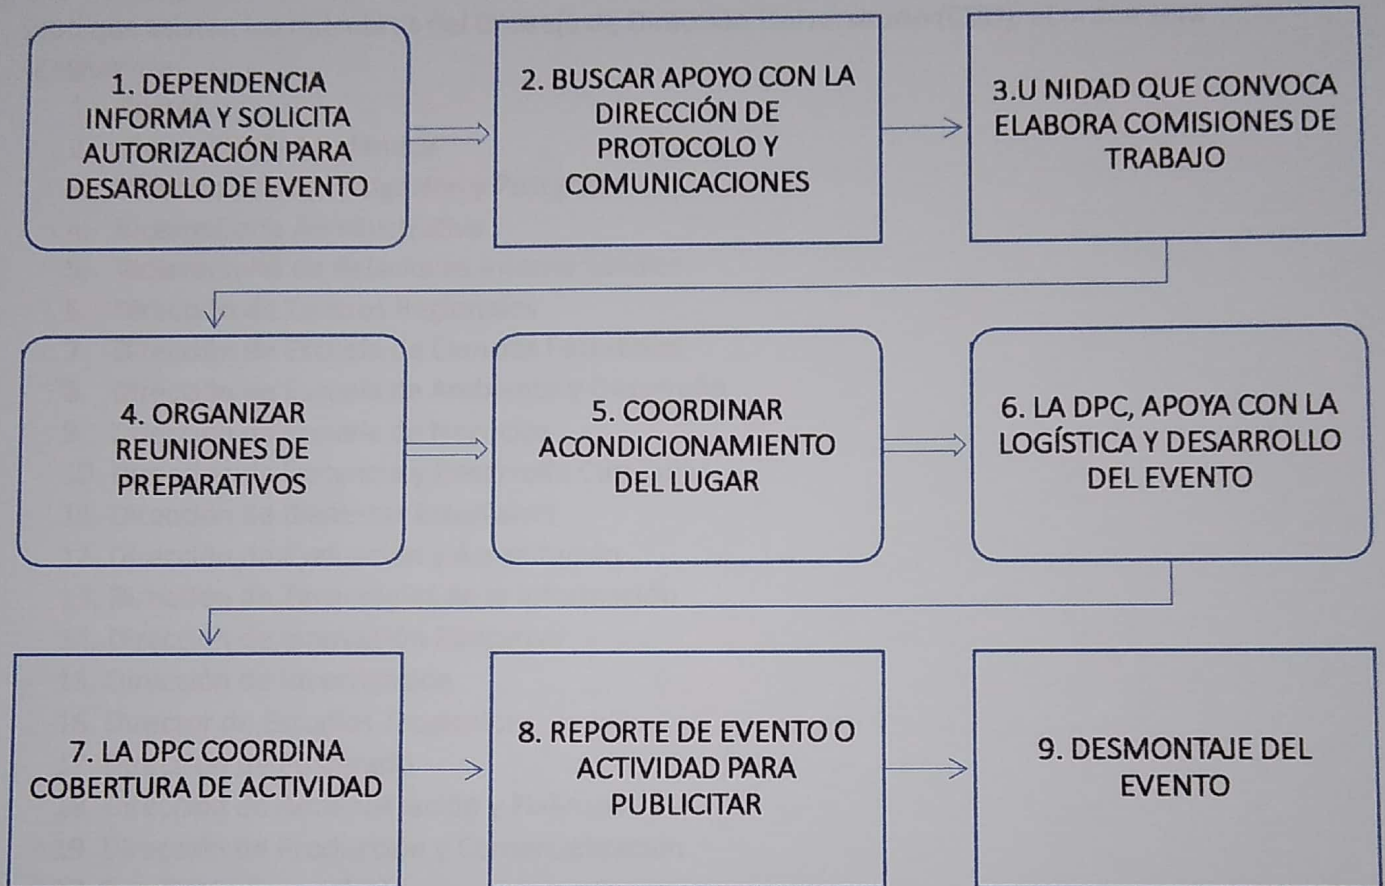 1. DEPENDENCIA
INFORMA Y SOLICITA
AUTORIZACIÓN PARA
DESAROLLO DE EVENTO
2. BUSCAR APOYO CON LA
DIRECCIÓN DE
PROTOCOLO Y
COMUNICACIONES
3.U NIDAD QUE CONVOCA
ELABORA COMISIONES DE
TRABAJO
4. ORGANIZAR
REUNIONES DE
PREPARATIVOS
5. COORDINAR
ACONDICIONAMIENTO
DEL LUGAR
6. LA DPC, APOYA CON LA
LOGÍSTICA Y DESARROLLO
DEL EVENTO
7. LA DPC COORDINA
COBERTURA DE ACTIVIDAD
8. REPORTE DE EVENTO O
ACTIVIDAD PARA
PUBLICITAR
9. DESMONTAJE DEL
EVENTO